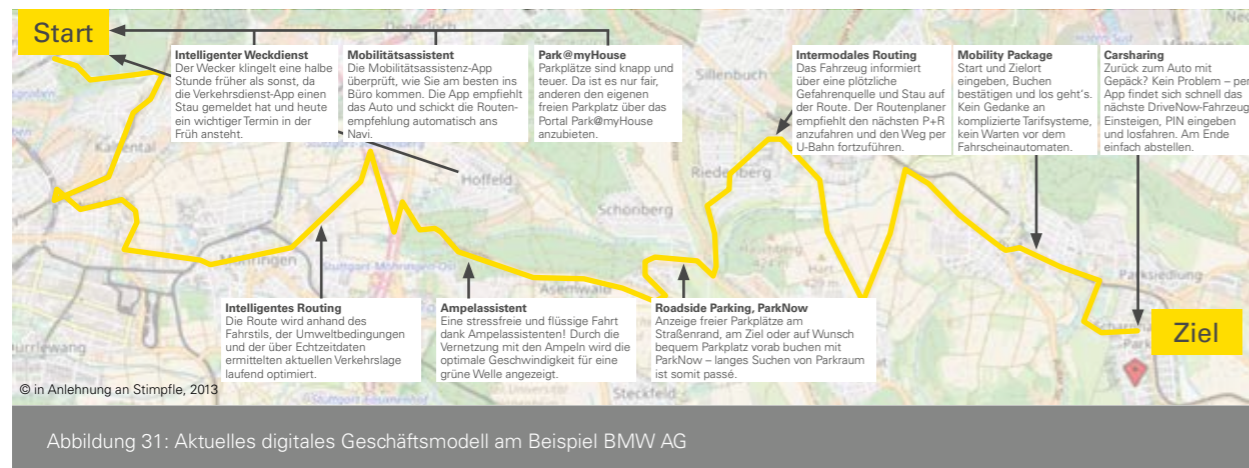 Start
Intelligenter Weckdienst
Der Wecker klingelt eine halbe
Stunde früher als sonst, da
die Verkehrsdienst-App einen
Stau gemeldet hat und heute
ein wichtiger Termin in der
Früh ansteht.
Mobilitätsassistent
Die Mobilitätsassistenz-App
überprüft, wie Sie am besten ins
Büro kommen. Die App empfiehlt
das Auto und schickt die Routen-
empfehlung automatisch ans
Navi.
Park@myHouse
Parkplätze sind knapp und
teuer. Da ist es nur fair,
anderen den eigenen
freien Parkplatz über das
Portal Park@myHouse
anzubieten.
Intermodales Routing
Das Fahrzeug informiert
über eine plötzliche
Gefahrenquelle und Stau auf
der Route. Der Routenplaner
empfiehlt den nächsten P+R
anzufahren und den Weg per
U-Bahn fortzuführen.
Mobility Package
Start und Zielort
eingeben, Buchen
bestätigen und los geht's.
Kein Gedanke an
komplizierte Tarifsysteme,
kein Warten vor dem
Fahrscheinautomaten.
Carsharing
Zurück zum Auto mit
Gepäck? Kein Problem – per
App findet sich schnell das
nächste DriveNow-Fahrzeug
Einsteigen, PIN eingeben
und losfahren. Am Ende
einfach abstellen.
Degerloch
Sillenbuch
Kaltental
Hoffeld
Riedenberg
Schönberg
Möhringen
Stuttgart-Möhringen-Ost
Asemwald
Parksiedlung
Steckfeld
Intelligentes Routing
Die Route wird anhand des
Fahrstils, der Umweltbedingungen
und der über Echtzeitdaten
ermittelten aktuellen Verkehrslage
laufend optimiert.
Ampelassistent
Eine stressfreie und flüssige Fahrt
dank Ampelassistenten! Durch die
Vernetzung mit den Ampeln wird die
optimale Geschwindigkeit für eine
grüne Welle angezeigt.
Roadside Parking, ParkNow
Anzeige freier Parkplätze am
Straßenrand, am Ziel oder auf Wunsch
bequem Parkplatz vorab buchen mit
ParkNow – langes Suchen von Parkraum
ist somit passé.
Ziel
© in Anlehnung an Stimpfle, 2013
Abbildung 31: Aktuelles digitales Geschäftsmodell am Beispiel BMW AG